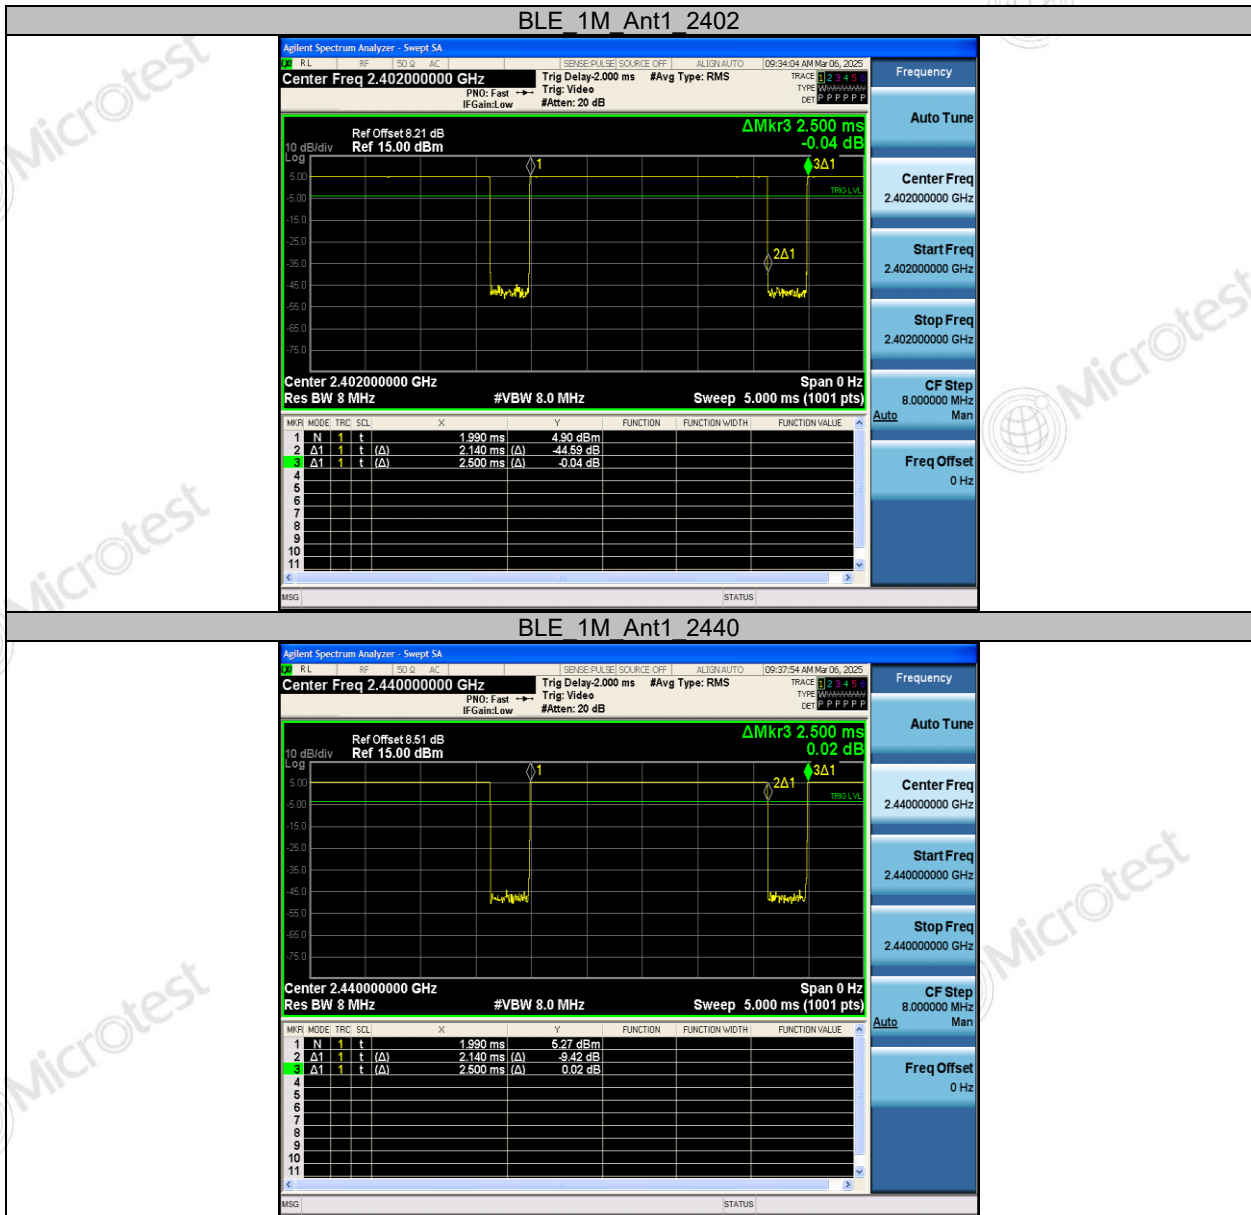 BLE_1M_Ant1_2402
Agilent Spectrum Analyzer - Swept SA
LXI RL RF 50 Ω AC SENSE:PULSE SOURCE OFF ALIGN AUTO 09:34:04 AM Mar 06, 2025
Center Freq 2.402000000 GHz
PNO: Fast
IFGain:Low
Trig Delay-2.000 ms #Avg Type: RMS
Trig: Video
#Atten: 20 dB
TRACE 1 2 3 4 5 6
TYPE WWWWWW
DET P P P P P P
Frequency
Auto Tune
Center Freq
2.402000000 GHz
Start Freq
2.402000000 GHz
Stop Freq
2.402000000 GHz
CF Step
8.000000 MHz
Auto Man
Freq Offset
0 Hz
ΔMkr3 2.500 ms
-0.04 dB
Ref Offset 8.21 dB
10 dB/div Ref 15.00 dBm
Log
1
3Δ1
5.00
TRIG LVL
-5.00
-15.0
-25.0
2Δ1
-35.0
-45.0
-55.0
-65.0
-75.0
Center 2.402000000 GHz Span 0 Hz
Res BW 8 MHz #VBW 8.0 MHz Sweep 5.000 ms (1001 pts)
MKR MODE TRC SCL X Y FUNCTION FUNCTION WIDTH FUNCTION VALUE
1 N 1 t 1.990 ms 4.90 dBm
2 Δ1 1 t (Δ) 2.140 ms (Δ) -44.59 dB
3 Δ1 1 t (Δ) 2.500 ms (Δ) -0.04 dB
4
5
6
7
8
9
10
11
MSG STATUS
BLE_1M_Ant1_2440
Agilent Spectrum Analyzer - Swept SA
LXI RL RF 50 Ω AC SENSE:PULSE SOURCE OFF ALIGN AUTO 09:37:54 AM Mar 06, 2025
Center Freq 2.440000000 GHz
PNO: Fast
IFGain:Low
Trig Delay-2.000 ms #Avg Type: RMS
Trig: Video
#Atten: 20 dB
TRACE 1 2 3 4 5 6
TYPE WWWWWW
DET P P P P P P
Frequency
Auto Tune
Center Freq
2.440000000 GHz
Start Freq
2.440000000 GHz
Stop Freq
2.440000000 GHz
CF Step
8.000000 MHz
Auto Man
Freq Offset
0 Hz
ΔMkr3 2.500 ms
0.02 dB
Ref Offset 8.51 dB
10 dB/div Ref 15.00 dBm
Log
1
3Δ1
2Δ1
5.00
TRIG LVL
-5.00
-15.0
-25.0
-35.0
-45.0
-55.0
-65.0
-75.0
Center 2.440000000 GHz Span 0 Hz
Res BW 8 MHz #VBW 8.0 MHz Sweep 5.000 ms (1001 pts)
MKR MODE TRC SCL X Y FUNCTION FUNCTION WIDTH FUNCTION VALUE
1 N 1 t 1.990 ms 5.27 dBm
2 Δ1 1 t (Δ) 2.140 ms (Δ) -9.42 dB
3 Δ1 1 t (Δ) 2.500 ms (Δ) 0.02 dB
4
5
6
7
8
9
10
11
MSG STATUS
Microtest
Microtest
Microtest
Microtest
Microtest